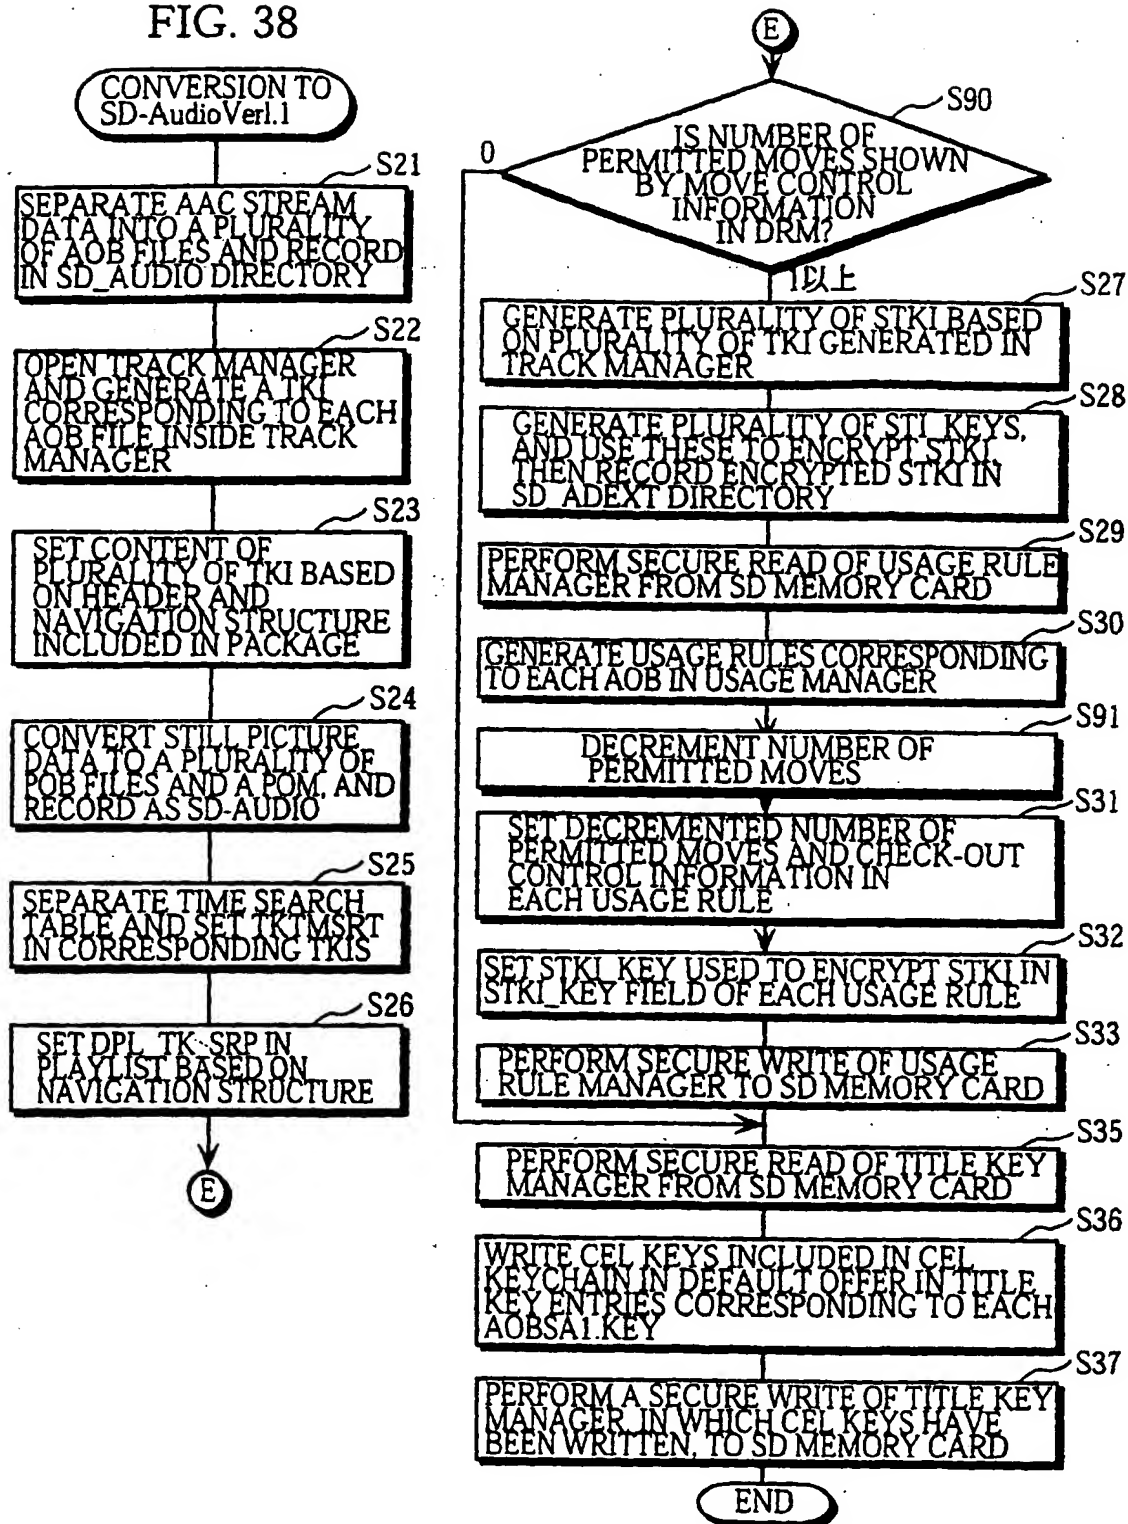 FIG. 38
CONVERSION TO
SD-AudioVer1.1
S21
SEPARATE AAC STREAM
DATA INTO A PLURALITY
OF AOB FILES AND RECORD
IN SD_AUDIO DIRECTORY
S22
OPEN TRACK MANAGER
AND GENERATE A TKI
CORRESPONDING TO EACH
AOB FILE INSIDE TRACK
MANAGER
S23
SET CONTENT OF
PLURALITY OF TKI BASED
ON HEADER AND
NAVIGATION STRUCTURE
INCLUDED IN PACKAGE
S24
CONVERT STILL PICTURE
DATA TO A PLURALITY OF
POB FILES AND A POM, AND
RECORD AS SD-AUDIO
S25
SEPARATE TIME SEARCH
TABLE AND SET TKTMSRT
IN CORRESPONDING TKIS
S26
SET DPL_TK-SRP IN
PLAYLIST BASED ON
NAVIGATION STRUCTURE
E
E
S90
IS NUMBER OF
PERMITTED MOVES SHOWN
BY MOVE CONTROL
INFORMATION
IN DRM?
0
1以上
S27
GENERATE PLURALITY OF STKI BASED
ON PLURALITY OF TKI GENERATED IN
TRACK MANAGER
S28
GENERATE PLURALITY OF STI_KEYS,
AND USE THESE TO ENCRYPT STKI,
THEN RECORD ENCRYPTED STKI IN
SD_ADEXT DIRECTORY
S29
PERFORM SECURE READ OF USAGE RULE
MANAGER FROM SD MEMORY CARD
S30
GENERATE USAGE RULES CORRESPONDING
TO EACH AOB IN USAGE MANAGER
S91
DECREMENT NUMBER OF
PERMITTED MOVES
S31
SET DECREMENTED NUMBER OF
PERMITTED MOVES AND CHECK-OUT
CONTROL INFORMATION IN
EACH USAGE RULE
S32
SET STKI_KEY USED TO ENCRYPT STKI IN
STKI_KEY FIELD OF EACH USAGE RULE
S33
PERFORM SECURE WRITE OF USAGE
RULE MANAGER TO SD MEMORY CARD
S35
PERFORM SECURE READ OF TITLE KEY
MANAGER FROM SD MEMORY CARD
S36
WRITE CEL KEYS INCLUDED IN CEL
KEYCHAIN IN DEFAULT OFFER IN TITLE
KEY ENTRIES CORRESPONDING TO EACH
AOBSA1.KEY
S37
PERFORM A SECURE WRITE OF TITLE KEY
MANAGER, IN WHICH CEL KEYS HAVE
BEEN WRITTEN, TO SD MEMORY CARD
END